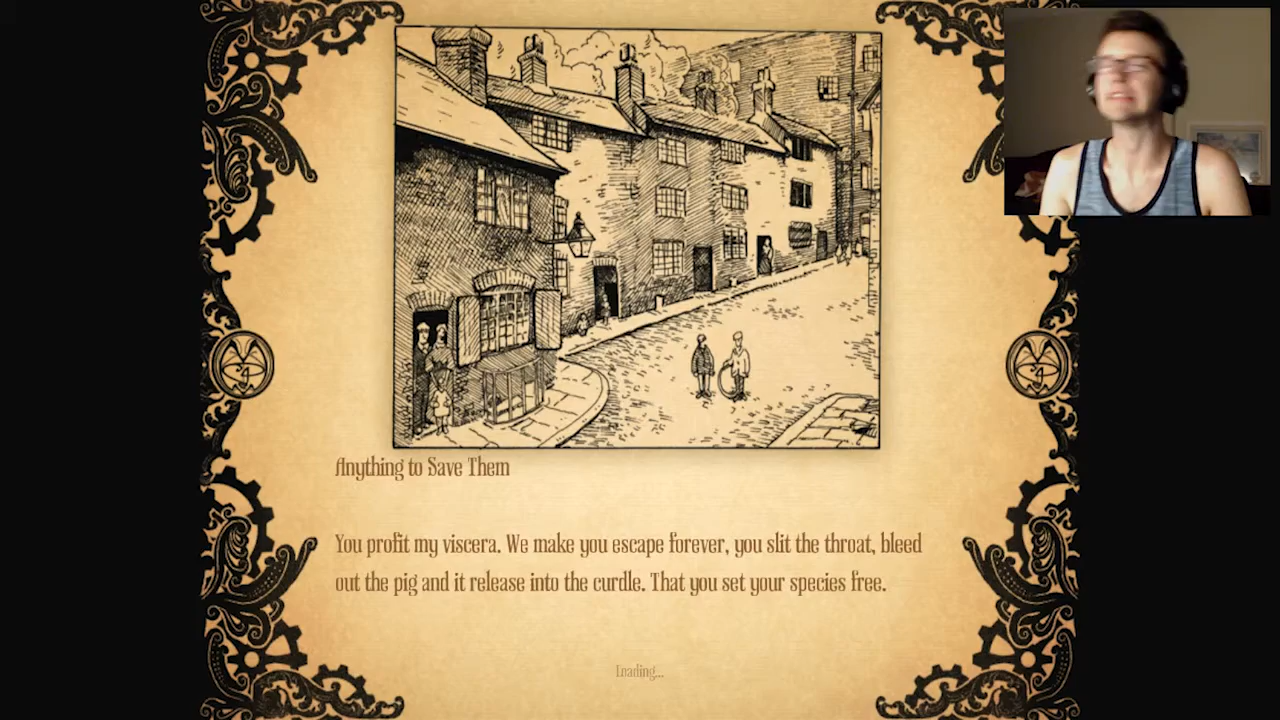 Anything to Save Them
You profit my viscera. We make you escape forever, you slit the throat, bleed
out the pig and it release into the curdle. That you set your species free.
Loading...